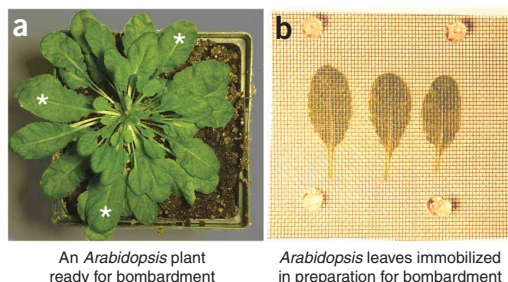 a
b
An Arabidopsis plant
ready for bombardment
Arabidopsis leaves immobilized
in preparation for bombardment